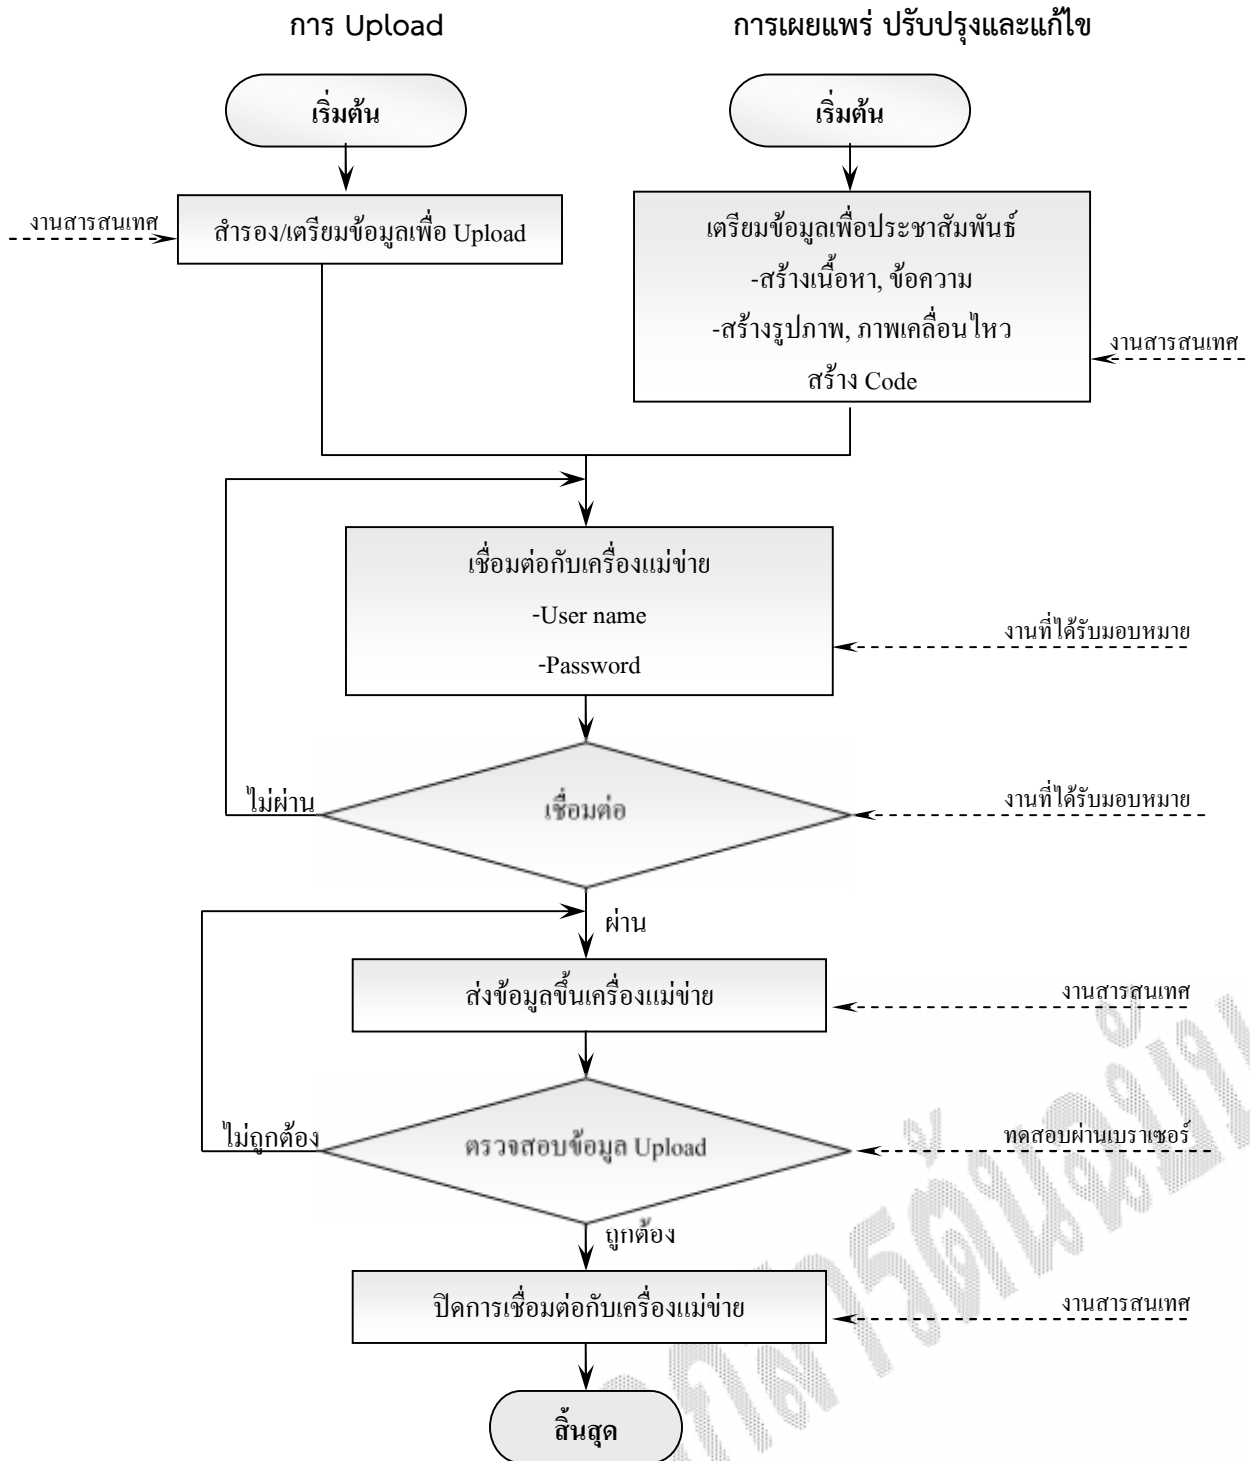 การ Upload
การเผยแพร่ ปรับปรุงและแก้ไข
เริ่มต้น
เริ่มต้น
งานสารสนเทศ
สำรอง/เตรียมข้อมูลเพื่อ Upload
เตรียมข้อมูลเพื่อประชาสัมพันธ์
-สร้างเนื้อหา, ข้อความ
-สร้างรูปภาพ, ภาพเคลื่อนไหว
สร้าง Code
งานสารสนเทศ
เชื่อมต่อกับเครื่องแม่ข่าย
-User name
-Password
งานที่ได้รับมอบหมาย
ไม่ผ่าน
เชื่อมต่อ
งานที่ได้รับมอบหมาย
ผ่าน
ส่งข้อมูลขึ้นเครื่องแม่ข่าย
งานสารสนเทศ
ไม่ถูกต้อง
ตรวจสอบข้อมูล Upload
ทดสอบผ่านเบราเซอร์
ถูกต้อง
ปิดการเชื่อมต่อกับเครื่องแม่ข่าย
งานสารสนเทศ
สิ้นสุด